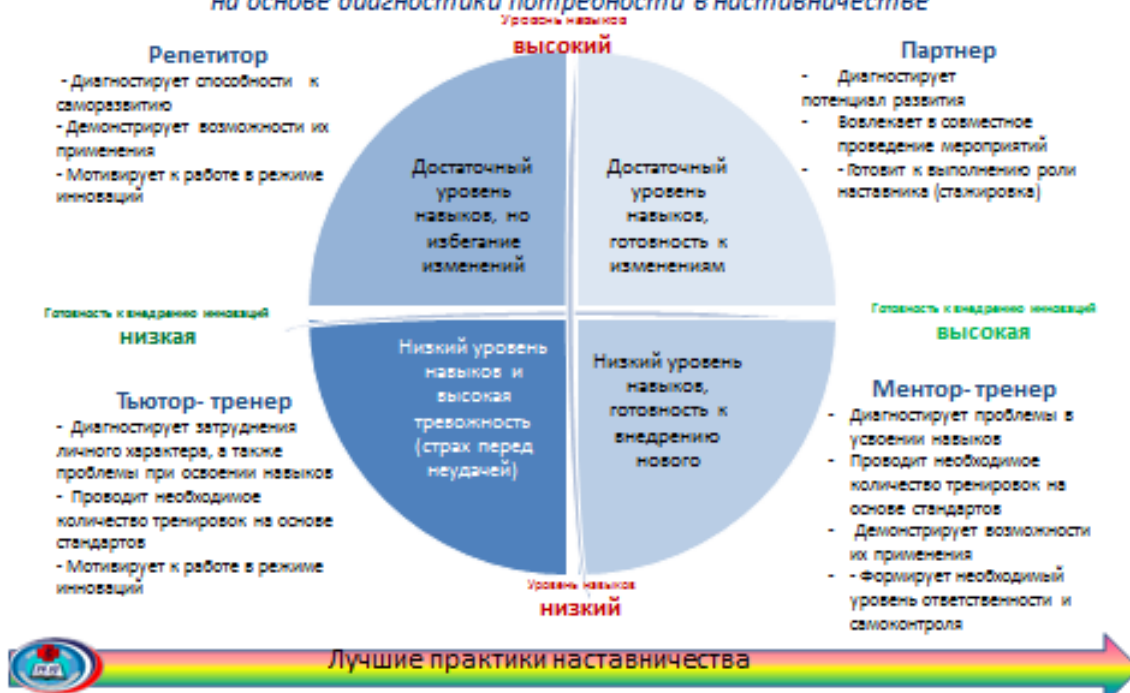 на основе диагностики потребности в наставничестве
Уровень навыков
высокий
Репетитор
- Диагностирует способности к
саморазвитию
- Демонстрирует возможности их
применения
- Мотивирует к работе в режиме
инноваций
Партнер
- Диагностирует
потенциал развития
- Вовлекает в совместное
проведение мероприятий
- - Готовит к выполнению роли
наставника (стажировка)
Достаточный
уровень
навыков, но
избегание
изменений
Достаточный
уровень
навыков,
готовность к
изменениям
Готовность к внедрению инноваций
низкая
Готовность к внедрению инноваций
высокая
Низкий уровень
навыков и
высокая
тревожность
(страх перед
неудачей)
Низкий уровень
навыков,
готовность к
внедрению
нового
Тьютор- тренер
- Диагностирует затруднения
личного характера, а также
проблемы при освоении навыков
- Проводит необходимое
количество тренировок на основе
стандартов
- Мотивирует к работе в режиме
инноваций
Ментор- тренер
- Диагностирует проблемы в
усвоении навыков
- Проводит необходимое
количество тренировок на
основе стандартов
- Демонстрирует возможности
их применения
- - Формирует необходимый
уровень ответственности и
самоконтроля
Уровень навыков
низкий
Лучшие практики наставничества